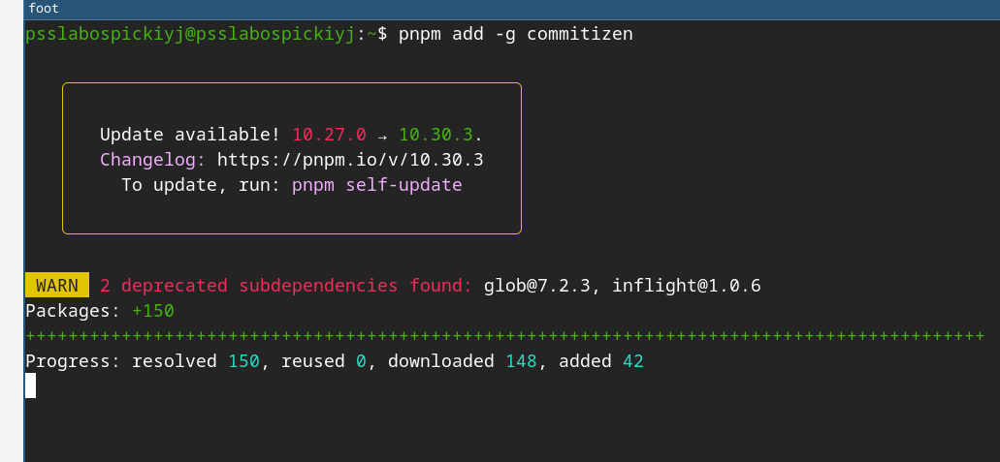 foot
psslabospickiyj@psslabospickiyj:~$ pnpm add -g commitizen
Update available! 10.27.0 → 10.30.3.
Changelog: https://pnpm.io/v/10.30.3
To update, run: pnpm self-update
WARN 2 deprecated subdependencies found: glob@7.2.3, inflight@1.0.6
Packages: +150
++++++++++++++++++++++++++++++++++++++++++++++++++++++++++++++++++++++++++++++++++++++++++
Progress: resolved 150, reused 0, downloaded 148, added 42